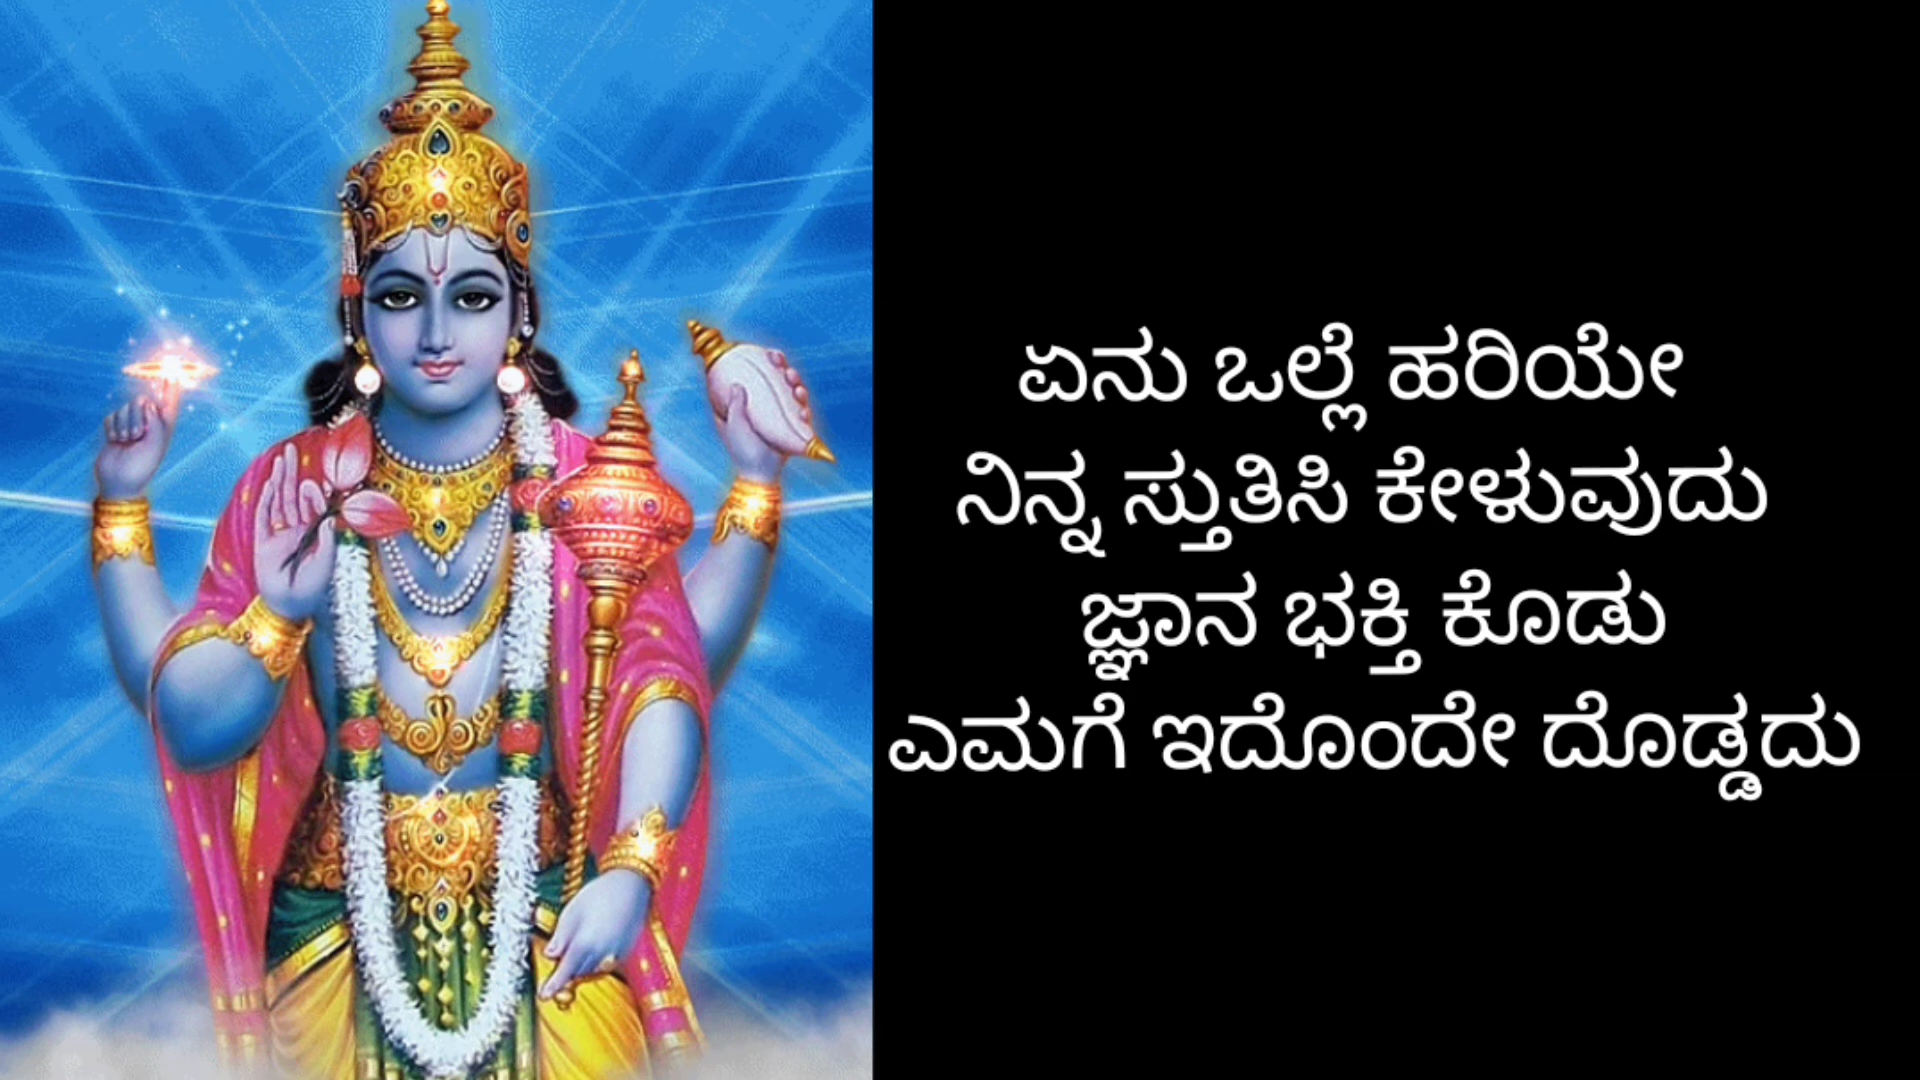 ಏನು ಒಲ್ಲೆ ಹರಿಯೇ
ನಿನ್ನ ಸ್ತುತಿಸಿ ಕೇಳುವುದು
ಜ್ಞಾನ ಭಕ್ತಿ ಕೊಡು
ಎಮಗೆ ಇದೊಂದೇ ದೊಡ್ಡದು